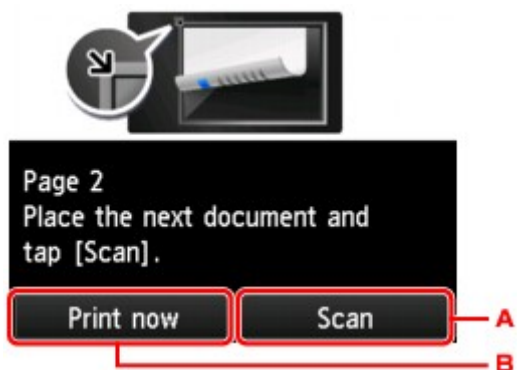 Page 2
Place the next document and
tap [Scan].
Print now Scan A
B